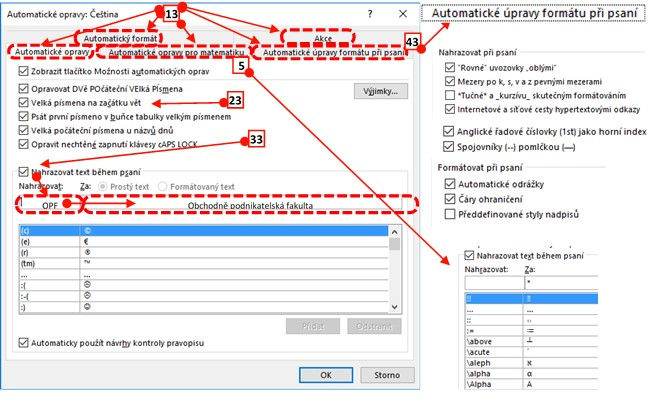 Automatické opravy: Čeština
13
?
Automatické úpravy formátu při psaní
Automatický formát
Akce
43
Automatické opravy
Automatické opravy pro matematiku
Automatické úpravy formátu při psaní
5
Zobrazit tlačítko Možnosti automatických oprav
Opravovat DVě POčáteční VElká PÍsmena
Výjimky...
Velká písmena na začátku vět
23
Psát první písmeno v buňce tabulky velkým písmenem
Velká počáteční písmena u názvů dnů
33
Opravit nechtěné zapnutí klávesy cAPS LOCK
Nahrazovat text během psaní
Nahrazovat:
Za:
Prostý text
Formátovaný text
OPF
Obchodně podnikatelská fakulta
(c) ©
(e) €
(r) ®
(tm) ™
... …
:( ☹
:-( ☹
:) ☺
Přidat
Odstranit
Automaticky použít návrhy kontroly pravopisu
OK
Storno
Nahrazovat při psaní
"Rovné" uvozovky „oblými“
Mezery po k, s, v a z pevnými mezerami
*Tučné* a _kurzívu_ skutečným formátováním
Internetové a síťové cesty hypertextovými odkazy
Anglické řadové číslovky (1st) jako horní index
Spojovníky (--) pomlčkou (—)
Formátovat při psaní
Automatické odrážky
Čáry ohraničení
Předdefinované styly nadpisů
Nahrazovat text během psaní
Nahrazovat:
Za:
*
!! ‼
... …
:: ∷
:= ≔
\above ┴
\acute ´
\aleph ℵ
\alpha α
\Alpha Α